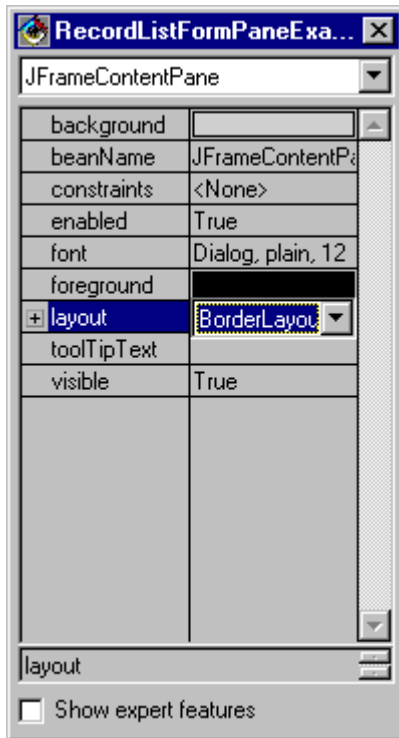 RecordListFormPaneExa...
JFrameContentPane
background
beanName JFrameContentPa
constraints <None>
enabled True
font Dialog, plain, 12
foreground
layout BorderLayou
toolTipText
visible True
layout
Show expert features